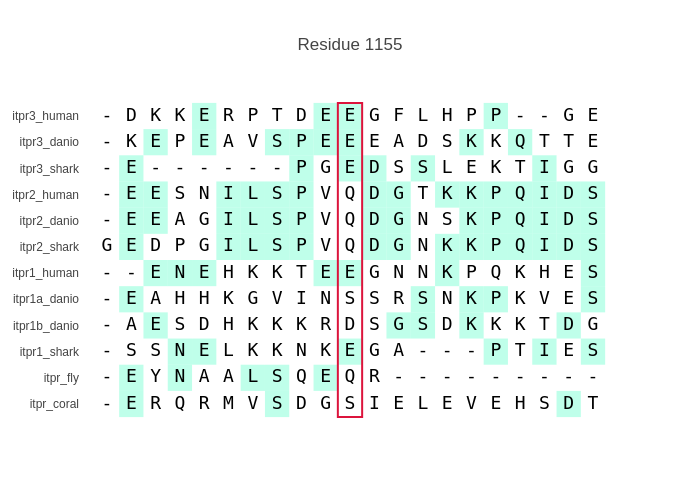 Residue 1155
itpr3_human - D K K E R P T D E E G F L H P P - - G E
itpr3_danio - K E P E A V S P E E E A D S K K Q T T E
itpr3_shark - E - - - - - - P G E D S S L E K T I G G
itpr2_human - E E S N I L S P V Q D G T K K P Q I D S
itpr2_danio - E E A G I L S P V Q D G N S K P Q I D S
itpr2_shark G E D P G I L S P V Q D G N K K P Q I D S
itpr1_human - - E N E H K K T E E G N N K P Q K H E S
itpr1a_danio - E A H H K G V I N S S R S N K P K V E S
itpr1b_danio - A E S D H K K K R D S G S D K K K T D G
itpr1_shark - S S N E L K K N K E G A - - - P T I E S
itpr_fly - E Y N A A L S Q E Q R - - - - - - - - -
itpr_coral - E R Q R M V S D G S I E L E V E H S D T